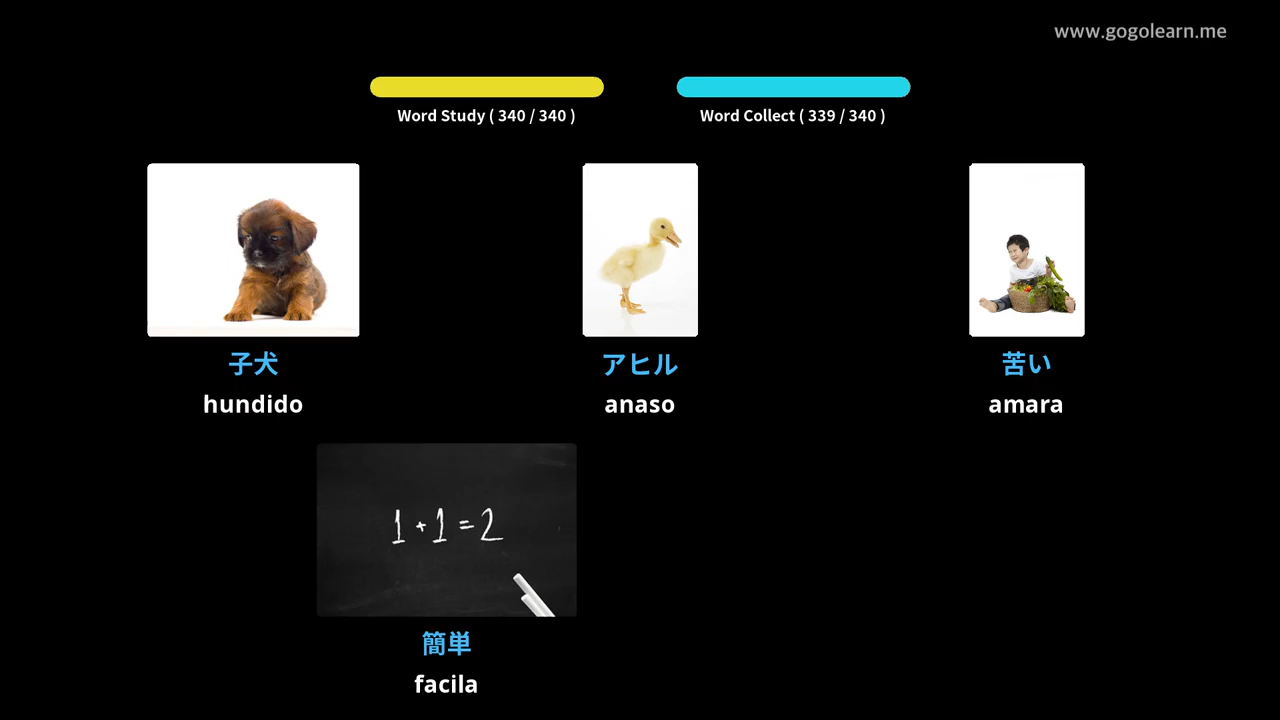 www.gogolearn.me
Word Study ( 340 / 340 )
Word Collect ( 339 / 340 )
子犬
hundido
アヒル
anaso
苦い
amara
1 + 1 = 2
簡単
facila